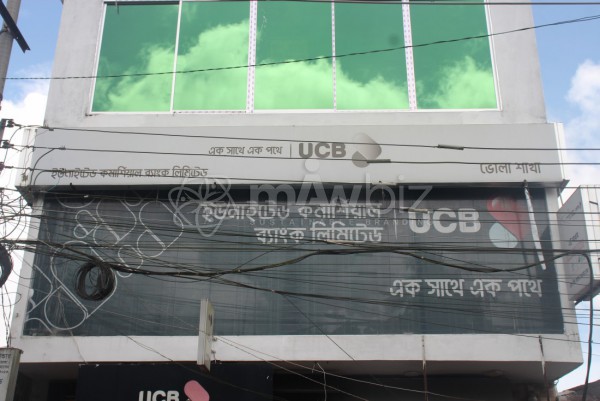 এক সাথে এক পথে | UCB
ইউনাইটেড কমার্শিয়াল ব্যাংক লিমিটেড
ভোলা শাখা
mAwbiz
ইউনাইটেড কমার্শিয়াল
ব্যাংক লিমিটেড
UCB
এক সাথে এক পথে
UCB